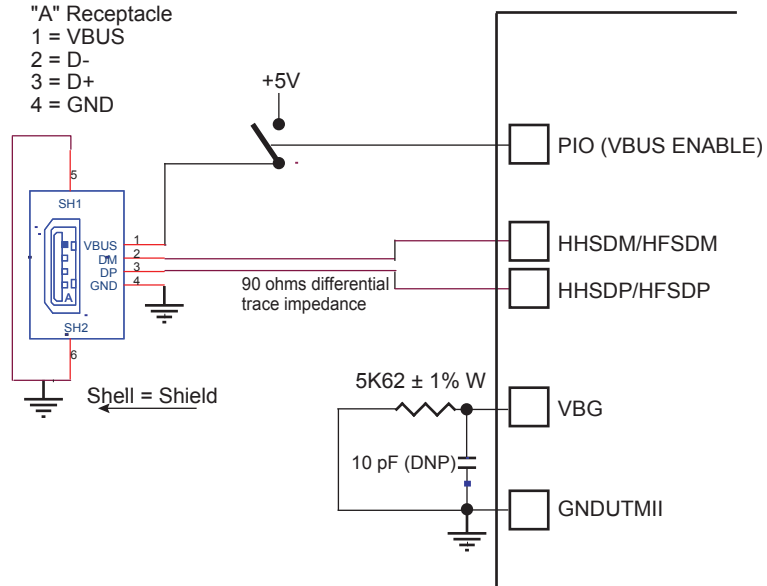 "A" Receptacle
1 = VBUS
2 = D-
3 = D+
4 = GND
+5V
PIO (VBUS ENABLE)
5
SH1
VBUS 1
DM 2
DP 3
GND 4
A
SH2
6
HHSDM/HFSDM
90 ohms differential
trace impedance
HHSDP/HFSDP
Shell = Shield
5K62 ± 1% W
VBG
10 pF (DNP)
GNDUTMII